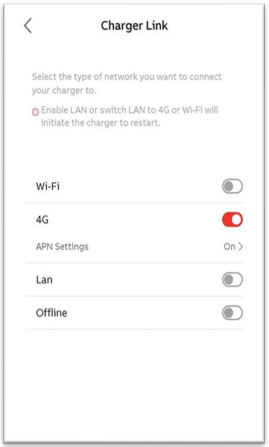 Charger Link
Select the type of network you want to connect
your charger to.
Enable LAN or switch LAN to 4G or Wi-Fi will
initiate the charger to restart.
Wi-Fi
4G
APN Settings On >
Lan
Offline